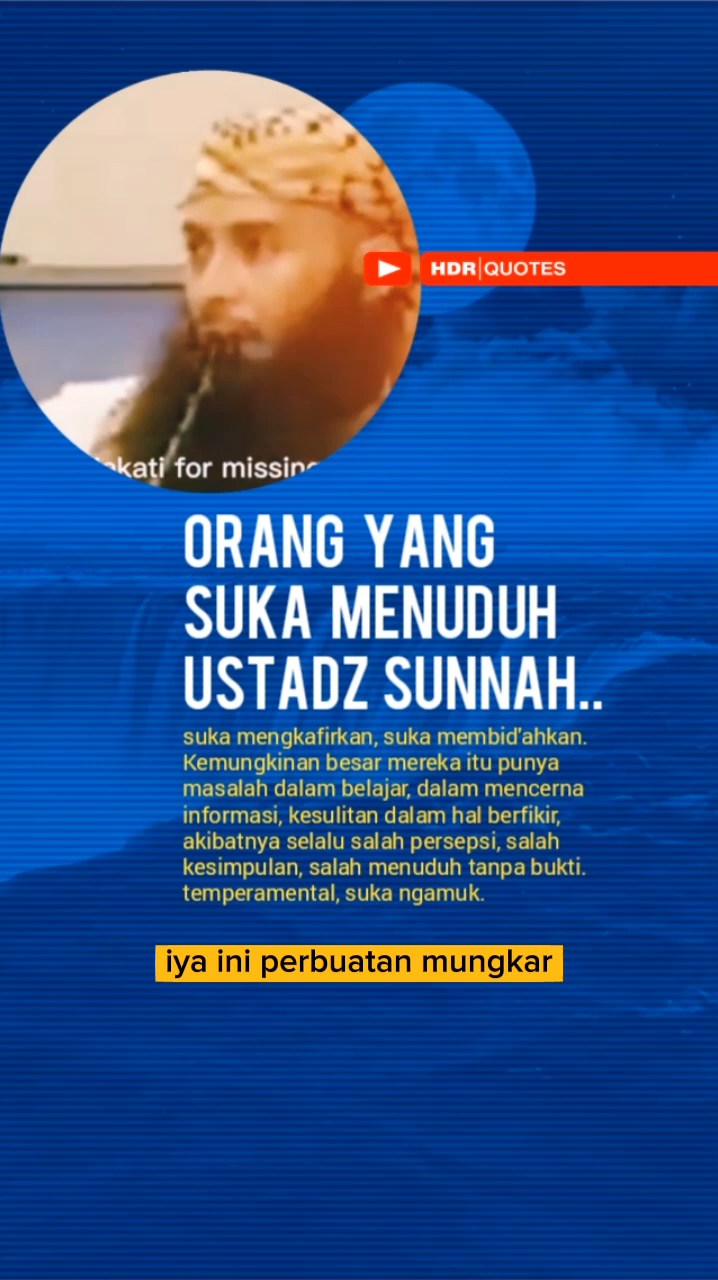 HDR|QUOTES
for missing
ORANG YANG
SUKA MENUDUH
USTADZ SUNNAH..
suka mengkafirkan, suka membid'ahkan.
Kemungkinan besar mereka itu punya
masalah dalam belajar, dalam mencerna
informasi, kesulitan dalam hal berfikir,
akibatnya selalu salah persepsi, salah
kesimpulan, salah menuduh tanpa bukti.
temperamental, suka ngamuk.
iya ini perbuatan mungkar